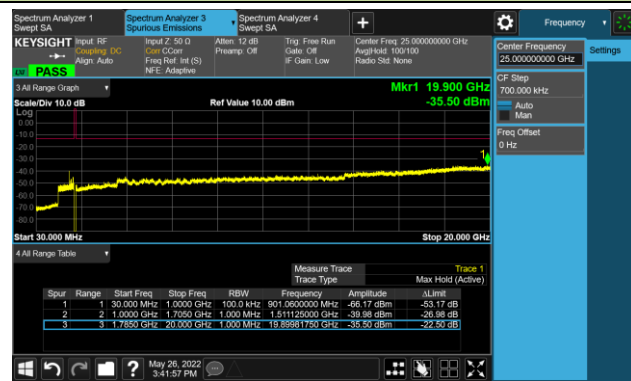 Spectrum Analyzer 1
Swept SA
Spectrum Analyzer 3
Spurious Emissions
Spectrum Analyzer 4
Swept SA
+
Frequency
KEYSIGHT
Input: RF
Coupling: DC
Align: Auto
Input Z: 50 Ω
Corr CCorr
Freq Ref: Int (S)
NFE: Adaptive
Atten: 12 dB
Preamp: Off
Trig: Free Run
Gate: Off
IF Gain: Low
Center Freq: 25.000000000 GHz
Avg|Hold: 100/100
Radio Std: None
PASS
Center Frequency
25.000000000 GHz
Settings
CF Step
700.000 kHz
Auto
Man
Freq Offset
0 Hz
3 All Range Graph
Mkr1 19.900 GHz
Scale/Div 10.0 dB
Ref Value 10.00 dBm
-35.50 dBm
Log
0.00
-10.0
-20.0
-30.0
-40.0
-50.0
-60.0
-70.0
-80.0
1
Start 30.000 MHz
Stop 20.000 GHz
4 All Range Table
Measure Trace Trace 1
Trace Type Max Hold (Active)
Spur Range Start Freq Stop Freq RBW Frequency Amplitude ΔLimit
1 1 30.000 MHz 1.0000 GHz 100.0 kHz 901.0600000 MHz -66.17 dBm -53.17 dB
2 2 1.0000 GHz 1.7050 GHz 1.000 MHz 1.511125000 GHz -39.98 dBm -26.98 dB
3 3 1.7850 GHz 20.000 GHz 1.000 MHz 19.89981750 GHz -35.50 dBm -22.50 dB
?
May 26, 2022
3:41:57 PM